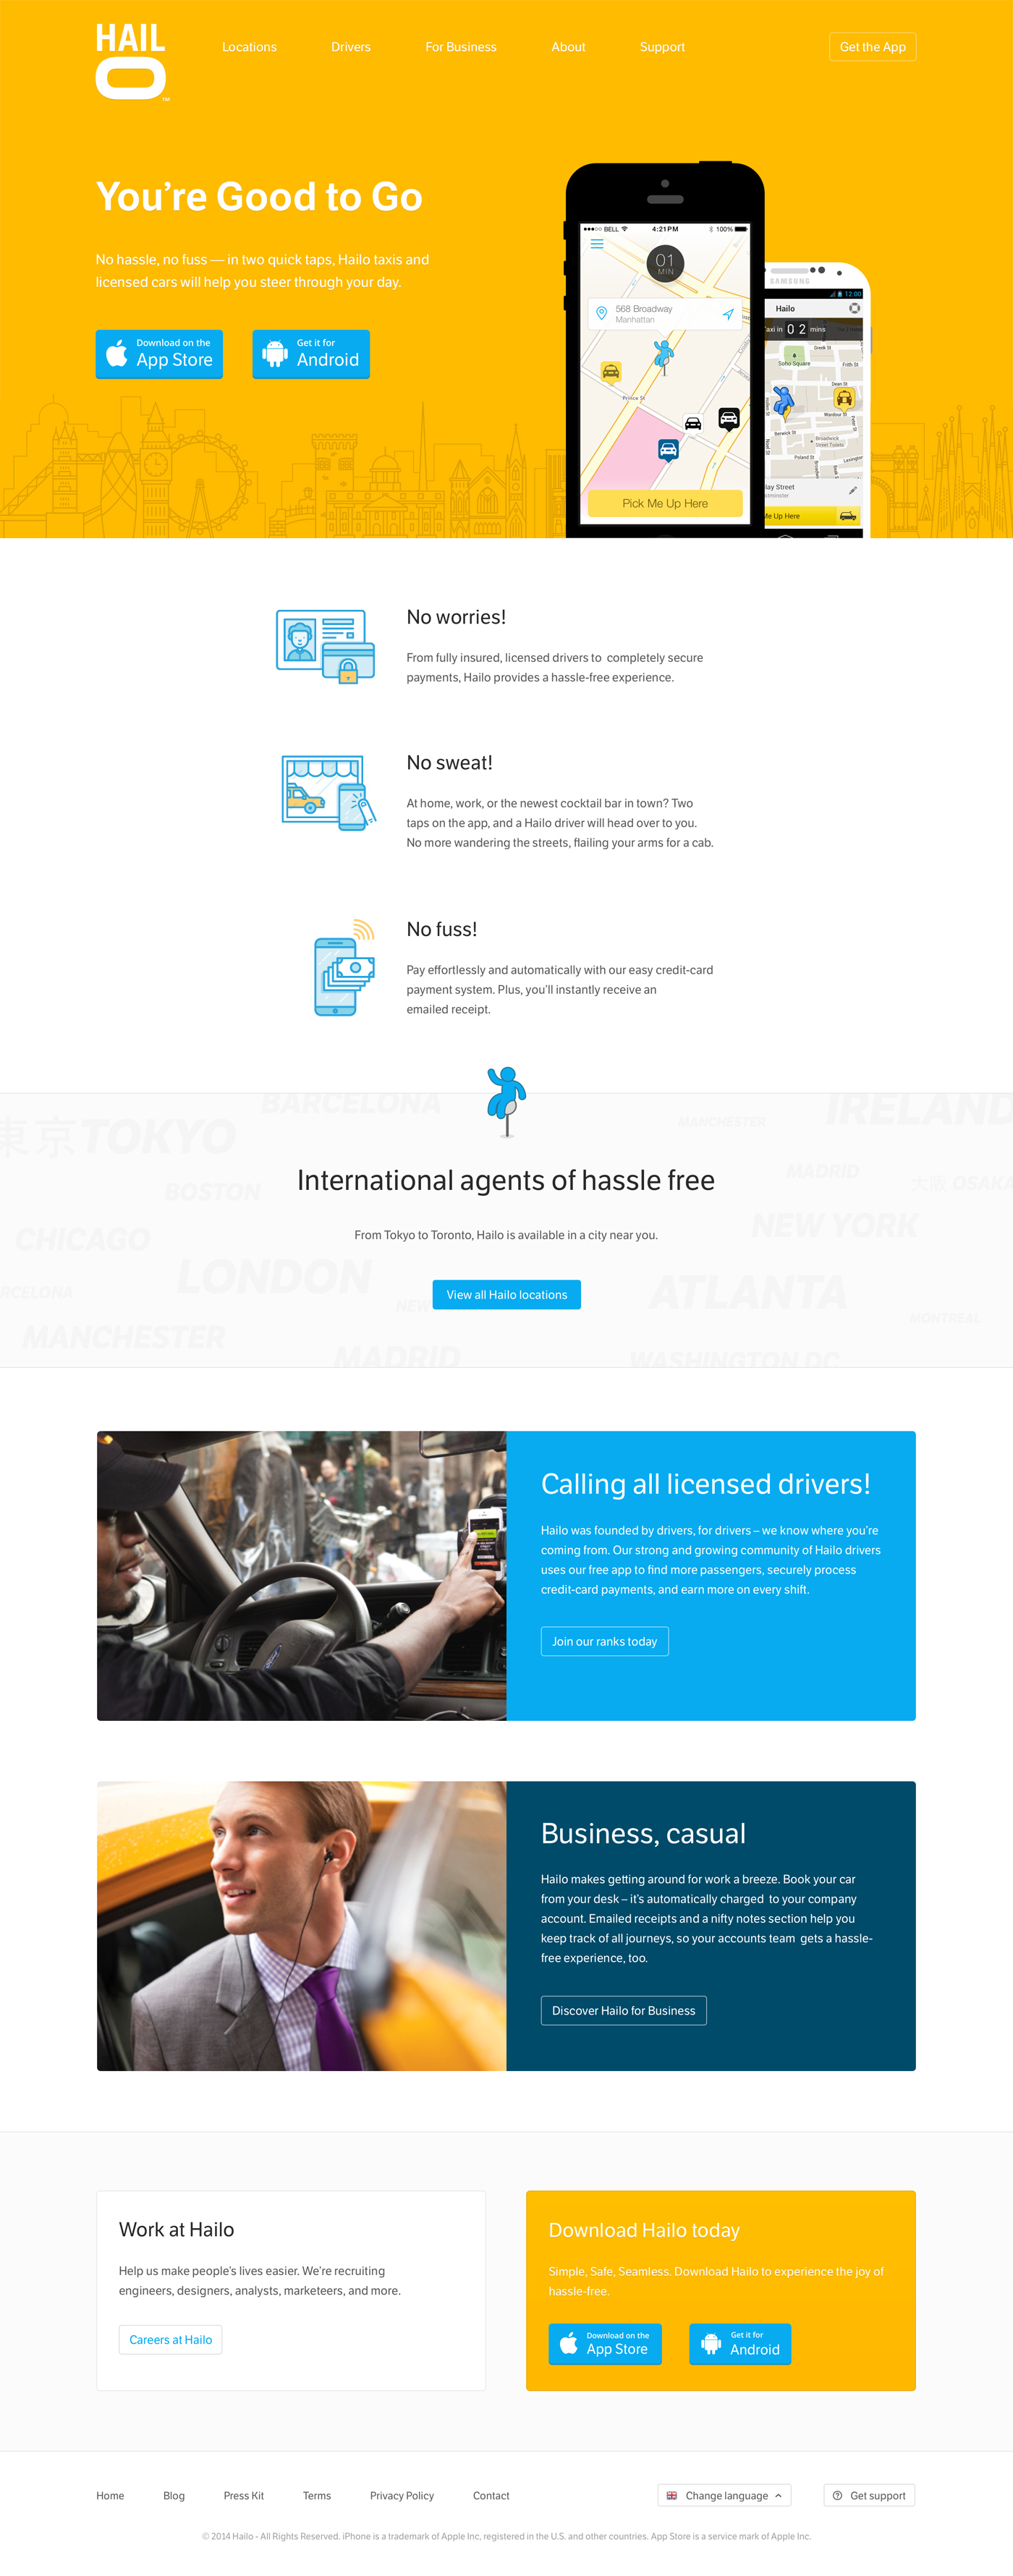 HAIL
O
TM
Locations
Drivers
For Business
About
Support
Get the App
You're Good to Go
No hassle, no fuss — in two quick taps, Hailo taxis and
licensed cars will help you steer through your day.
Download on the
App Store
Get it for
Android
BELL
4:21PM
100%
01
MIN
568 Broadway
Manhattan
Prince St
Pick Me Up Here
SAMSUNG
12:00
Hailo
axi in 0 2 mins
Greek St
Soho Square
Frith St
Dean St
Wardour St
Berwick St
Broadwick
Street Toilets
Poland St
Lexington
lay Street
stminster
Me Up Here
No worries!
From fully insured, licensed drivers to completely secure
payments, Hailo provides a hassle-free experience.
No sweat!
At home, work, or the newest cocktail bar in town? Two
taps on the app, and a Hailo driver will head over to you.
No more wandering the streets, flailing your arms for a cab.
No fuss!
Pay effortlessly and automatically with our easy credit-card
payment system. Plus, you'll instantly receive an
emailed receipt.
BARCELONA
IRELAND
東京 TOKYO
MANCHESTER
MADRID
BOSTON
大阪 OSAKA
CHICAGO
NEW YORK
LONDON
ATLANTA
RCELONA
NEW
MONTREAL
MANCHESTER
MADRID
WASHINGTON DC
International agents of hassle free
From Tokyo to Toronto, Hailo is available in a city near you.
View all Hailo locations
Calling all licensed drivers!
Hailo was founded by drivers, for drivers – we know where you're
coming from. Our strong and growing community of Hailo drivers
uses our free app to find more passengers, securely process
credit-card payments, and earn more on every shift.
Join our ranks today
Business, casual
Hailo makes getting around for work a breeze. Book your car
from your desk – it's automatically charged to your company
account. Emailed receipts and a nifty notes section help you
keep track of all journeys, so your accounts team gets a hassle-
free experience, too.
Discover Hailo for Business
Work at Hailo
Help us make people's lives easier. We're recruiting
engineers, designers, analysts, marketeers, and more.
Careers at Hailo
Download Hailo today
Simple, Safe, Seamless. Download Hailo to experience the joy of
hassle-free.
Download on the
App Store
Get it for
Android
Home
Blog
Press Kit
Terms
Privacy Policy
Contact
Change language
Get support
© 2014 Hailo - All Rights Reserved. iPhone is a trademark of Apple Inc, registered in the U.S. and other countries. App Store is a service mark of Apple Inc.